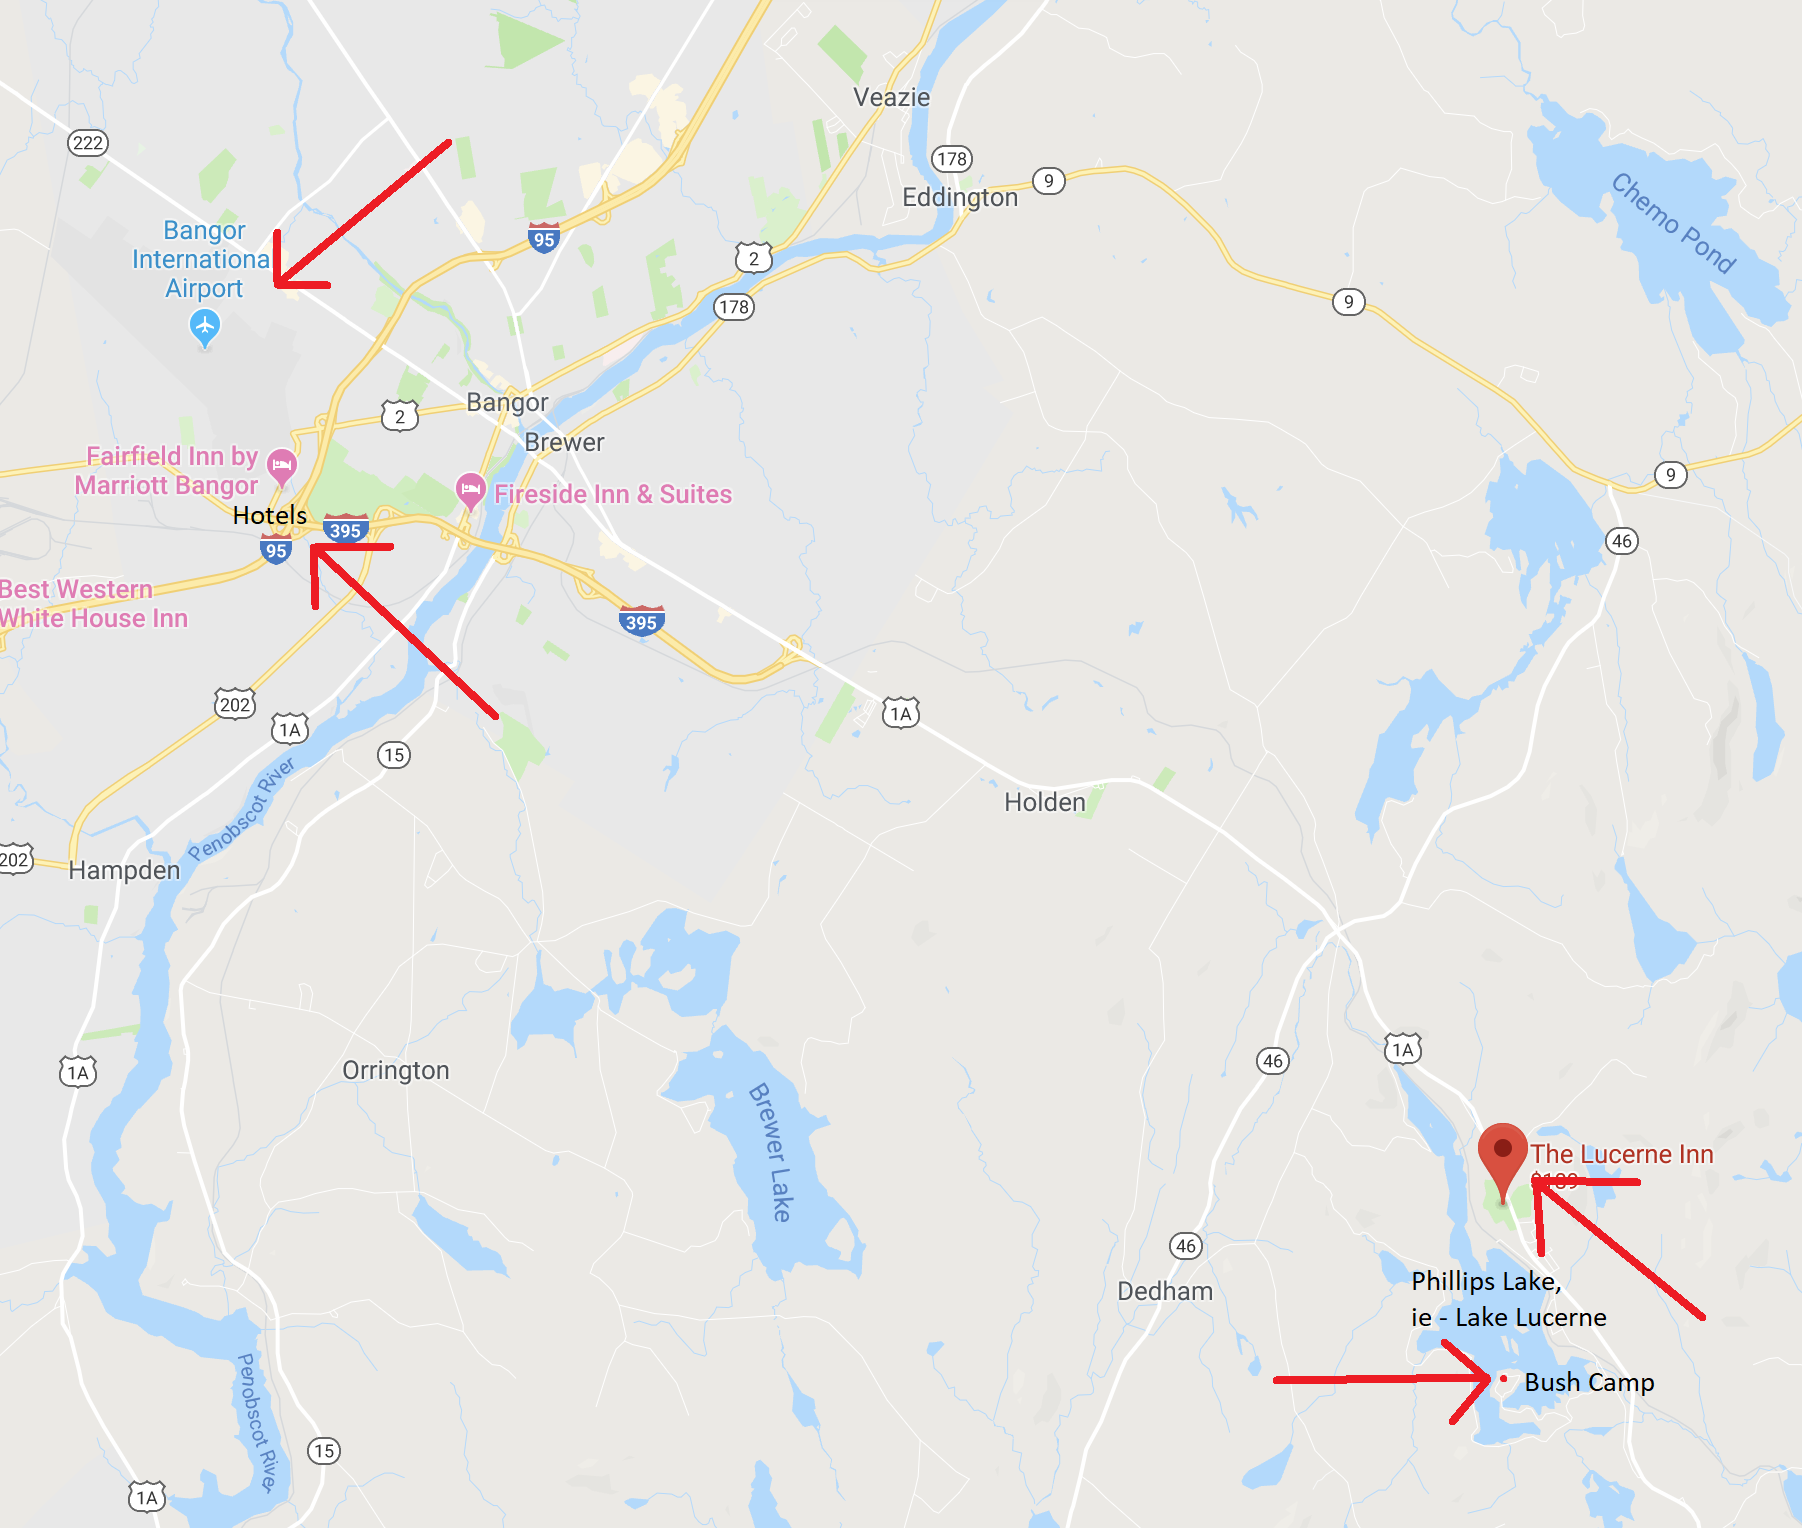 Veazie
222
178
Eddington
9
Chemo Pond
Bangor
Internationa
Airport
95
2
178
9
2
Bangor
Brewer
Fairfield Inn by
Marriott Bangor
Fireside Inn & Suites
9
Hotels
395
95
46
Best Western
White House Inn
395
202
1A
1A
15
Penobscot River
Holden
202
Hampden
46
1A
1A
Orrington
Brewer Lake
The Lucerne Inn
$189
46
Dedham
Phillips Lake,
ie - Lake Lucerne
Bush Camp
Penobscot River
15
1A